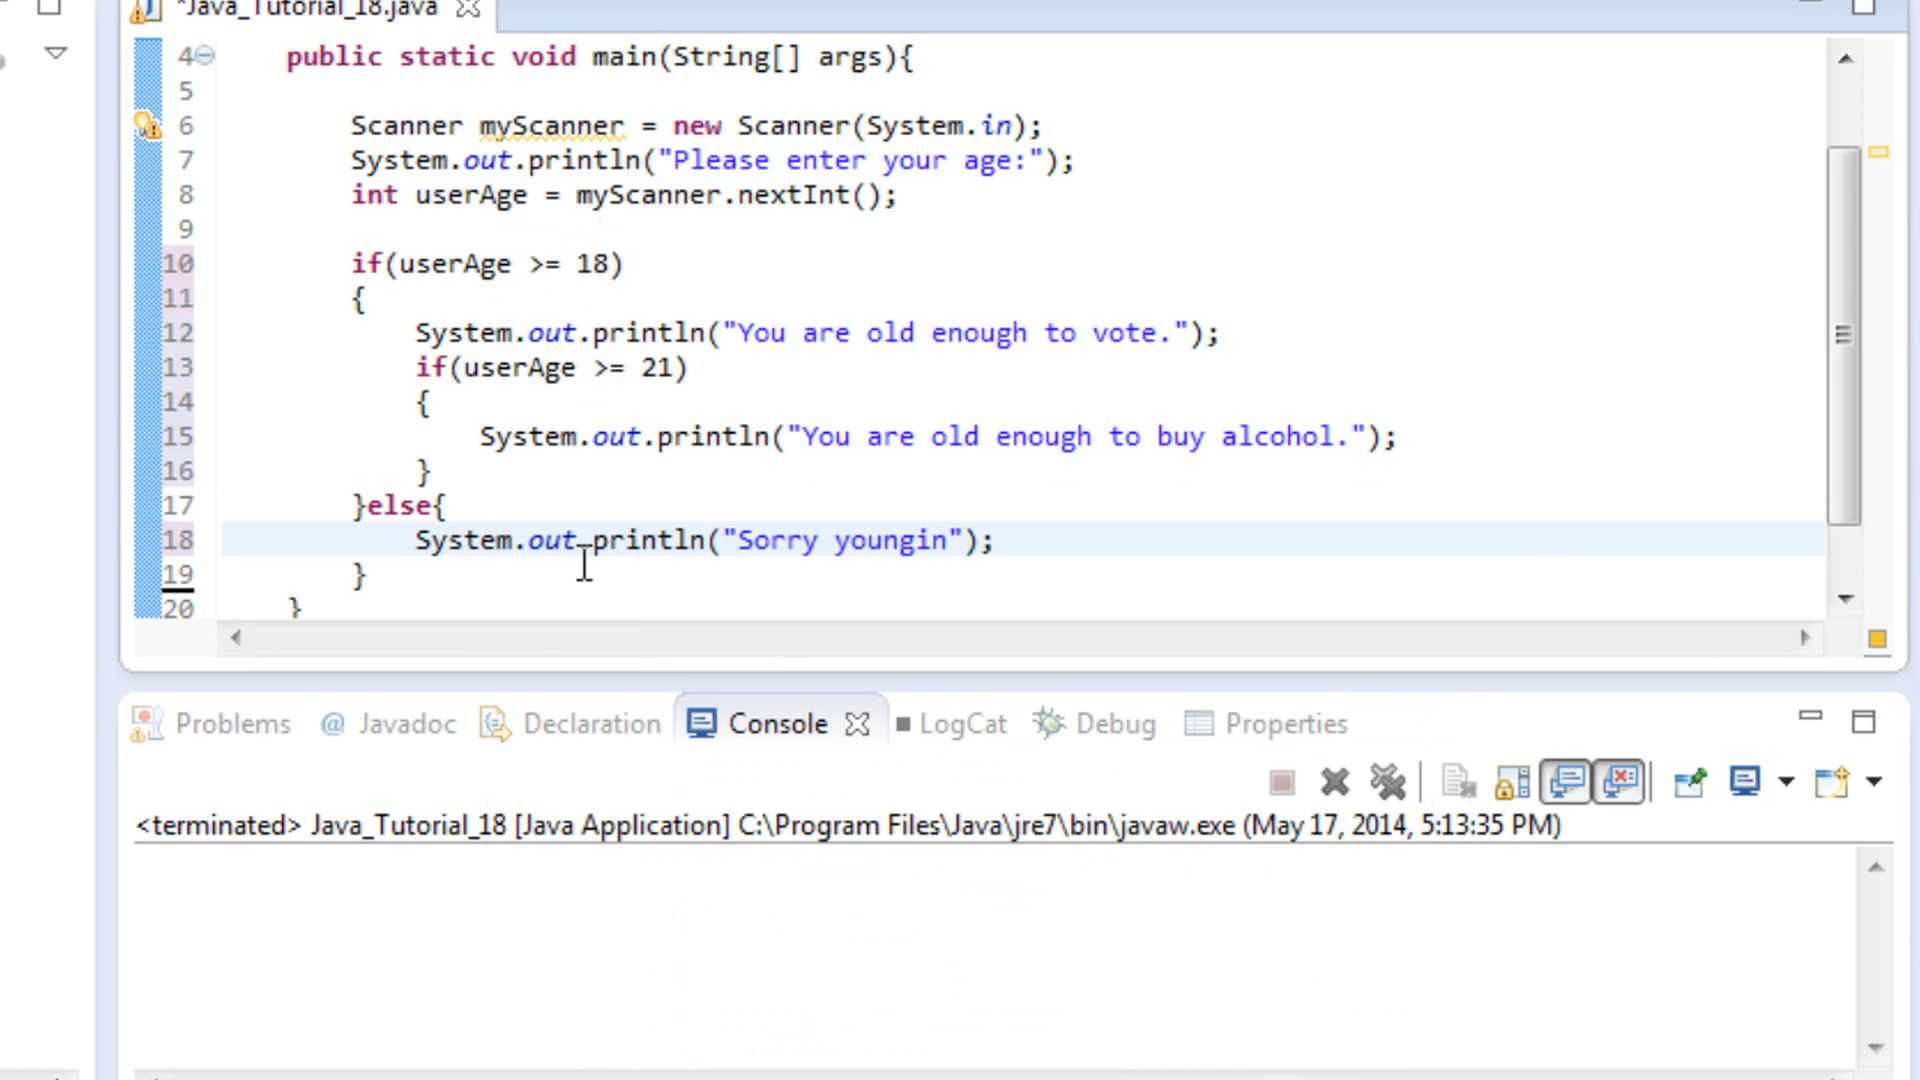 *Java_Tutorial_18.java
4 public static void main(String[] args){
5
6 Scanner myScanner = new Scanner(System.in);
7 System.out.println("Please enter your age:");
8 int userAge = myScanner.nextInt();
9
10 if(userAge >= 18)
11 {
12 System.out.println("You are old enough to vote.");
13 if(userAge >= 21)
14 {
15 System.out.println("You are old enough to buy alcohol.");
16 }
17 }else{
18 System.out.println("Sorry youngin");
19 }
20 }
Problems @ Javadoc Declaration Console LogCat Debug Properties
<terminated> Java_Tutorial_18 [Java Application] C:\Program Files\Java\jre7\bin\javaw.exe (May 17, 2014, 5:13:35 PM)